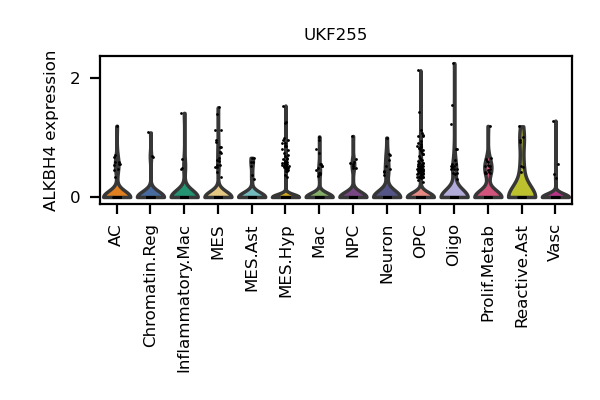 UKF255
ALKBH4 expression
2
0
AC
Chromatin.Reg
Inflammatory.Mac
MES
MES.Ast
MES.Hyp
Mac
NPC
Neuron
OPC
Oligo
Prolif.Metab
Reactive.Ast
Vasc